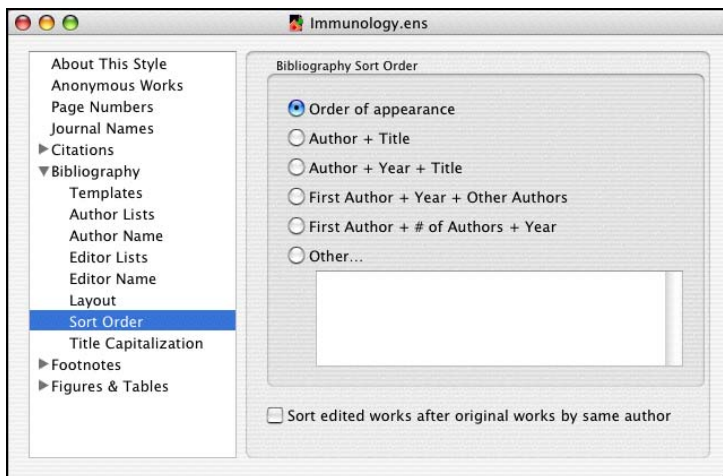 Immunology.ens
About This Style
Anonymous Works
Page Numbers
Journal Names
Citations
Bibliography
Templates
Author Lists
Author Name
Editor Lists
Editor Name
Layout
Sort Order
Title Capitalization
Footnotes
Figures & Tables
Bibliography Sort Order
Order of appearance
Author + Title
Author + Year + Title
First Author + Year + Other Authors
First Author + # of Authors + Year
Other...
Sort edited works after original works by same author